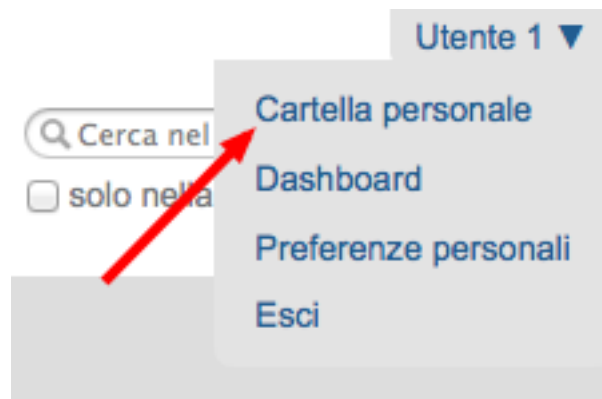 Utente 1 ▼
Cartella personale
Cerca nel
solo nella
Dashboard
Preferenze personali
Esci